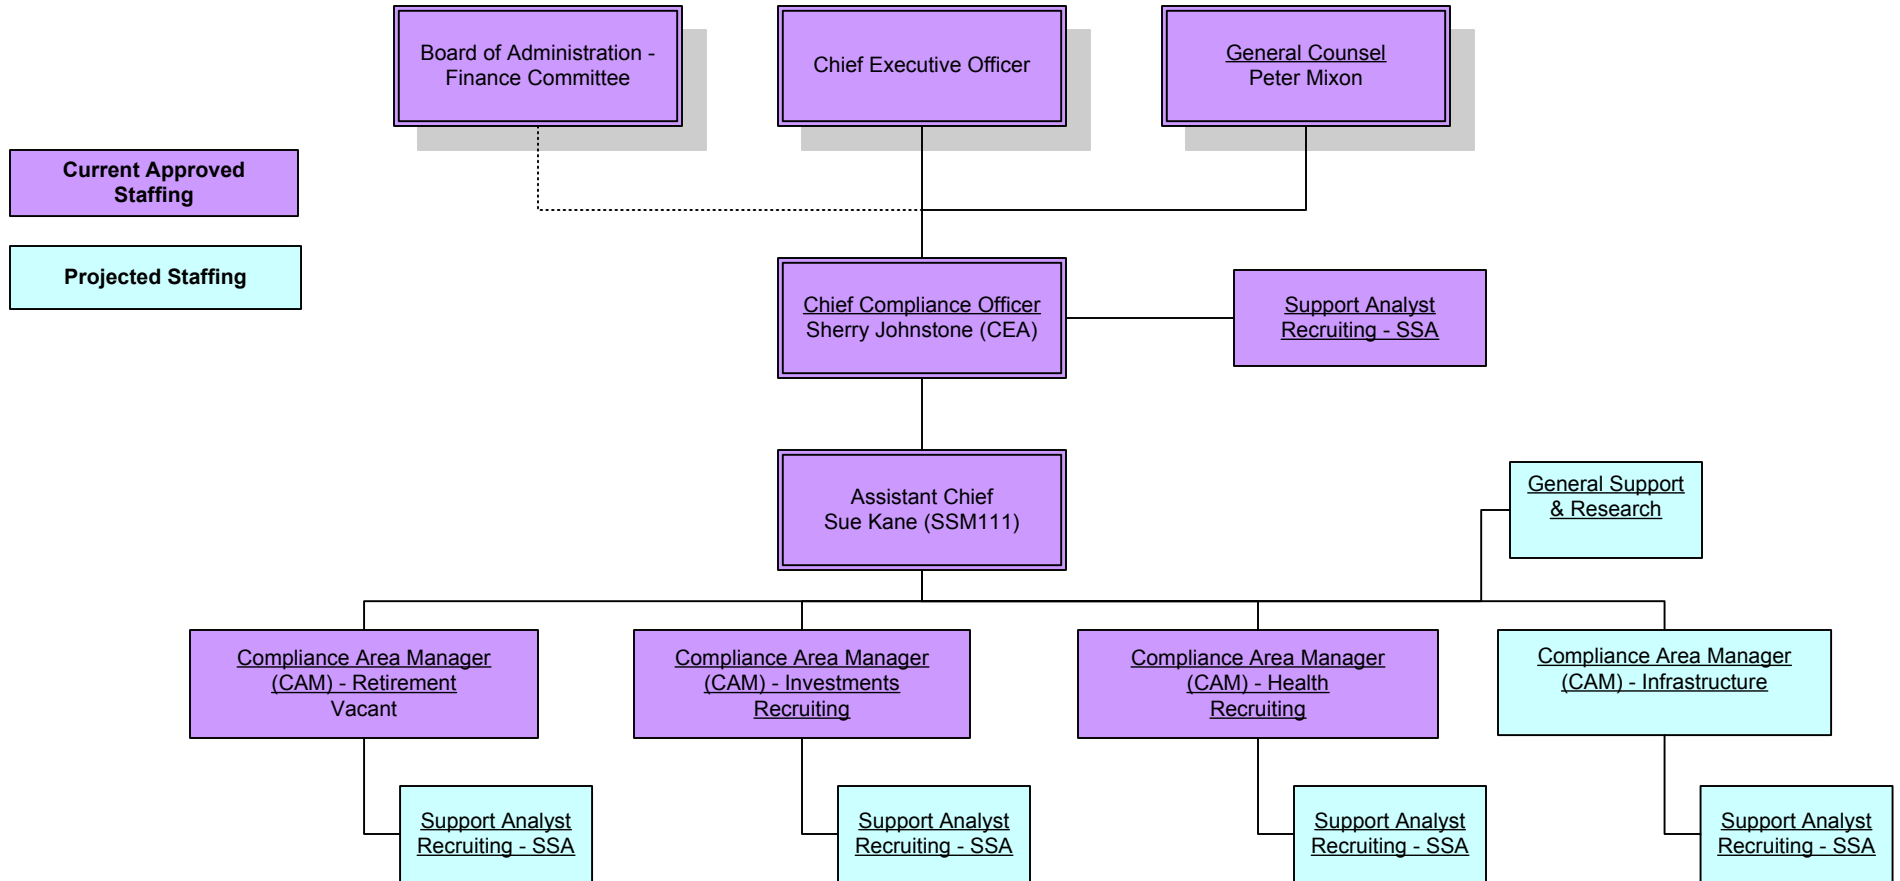 Board of Administration -
Finance Committee
Chief Executive Officer
General Counsel
Peter Mixon
Current Approved
Staffing
Projected Staffing
Chief Compliance Officer
Sherry Johnstone (CEA)
Support Analyst
Recruiting - SSA
Assistant Chief
Sue Kane (SSM111)
General Support
& Research
Compliance Area Manager
(CAM) - Retirement
Vacant
Compliance Area Manager
(CAM) - Investments
Recruiting
Compliance Area Manager
(CAM) - Health
Recruiting
Compliance Area Manager
(CAM) - Infrastructure
Support Analyst
Recruiting - SSA
Support Analyst
Recruiting - SSA
Support Analyst
Recruiting - SSA
Support Analyst
Recruiting - SSA